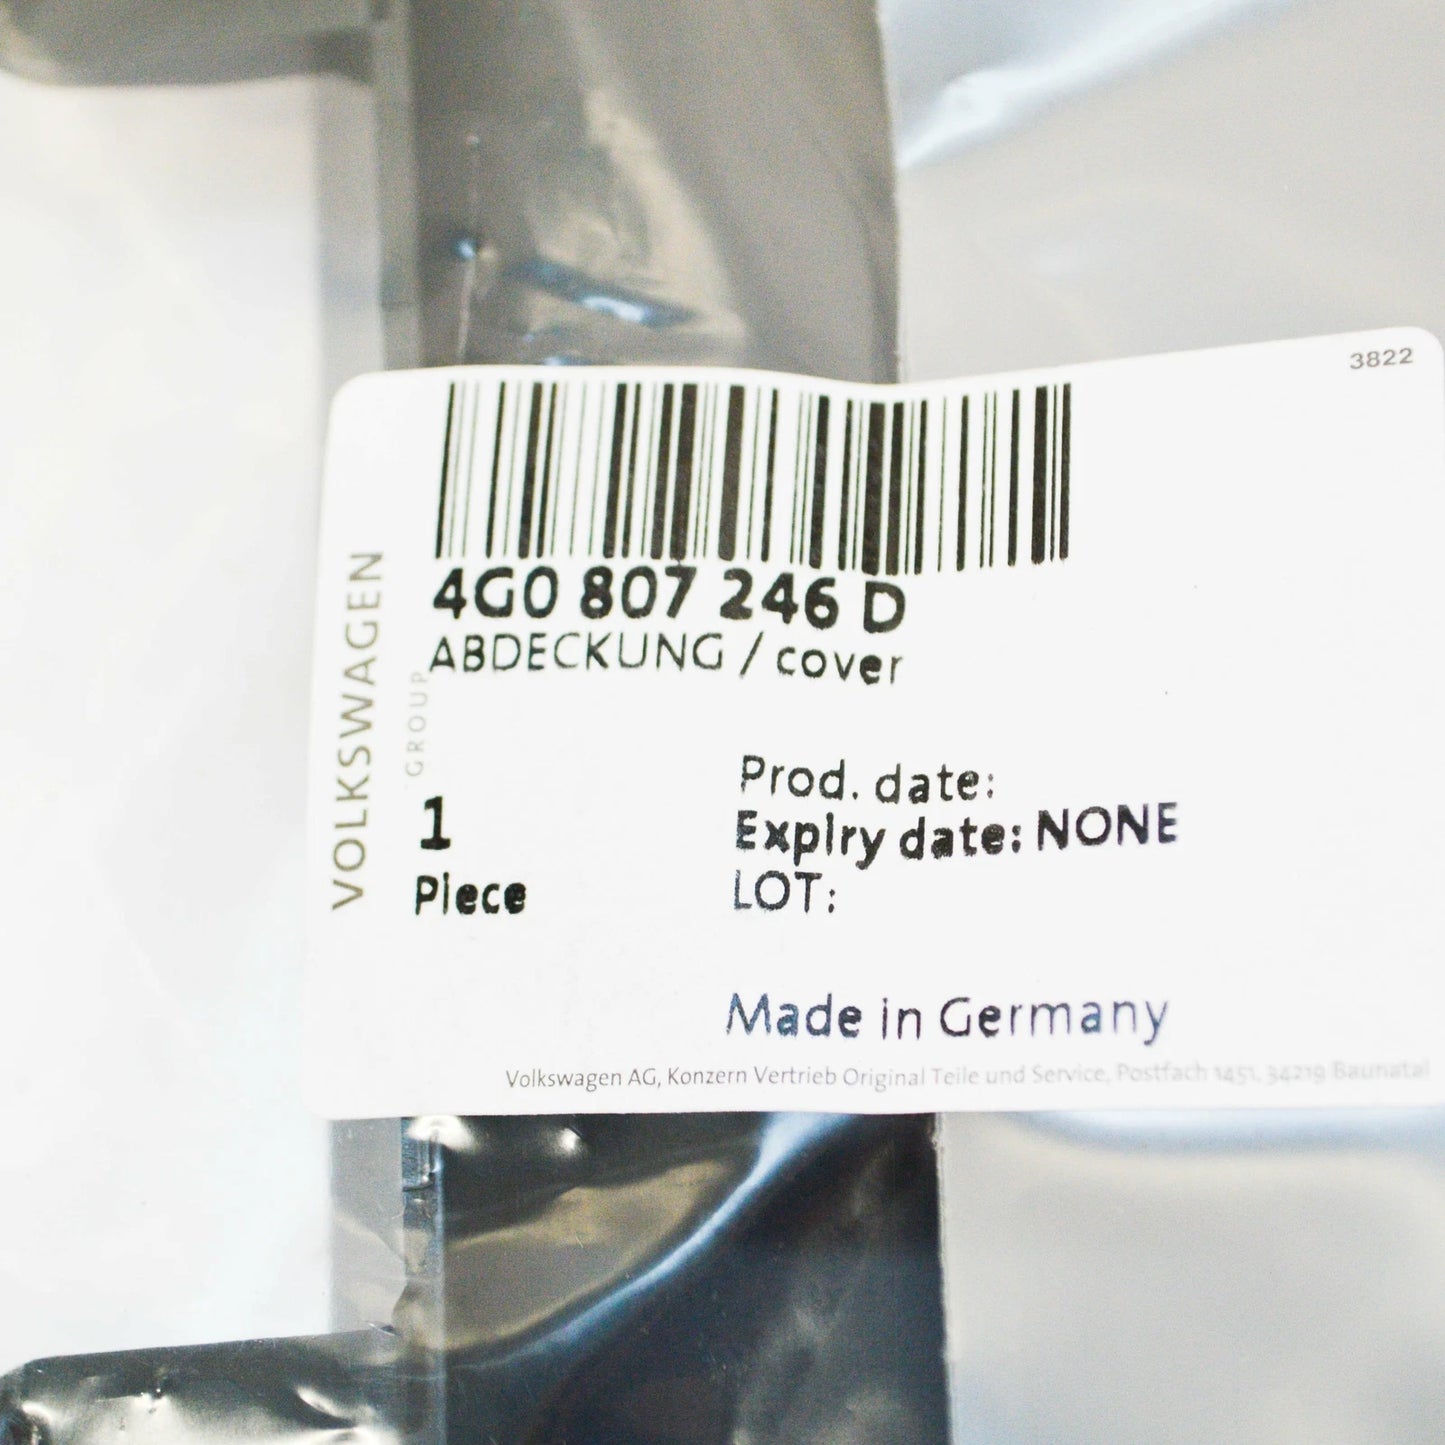 3822
4G0 807 246 D
ABDECKUNG / cover
VOLKSWAGEN
GROUP
1
Piece
Prod. date:
Expiry date: NONE
LOT:
Made in Germany
Volkswagen AG, Konzern Vertrieb Original Teile und Service, Postfach 1451, 34219 Baunatal